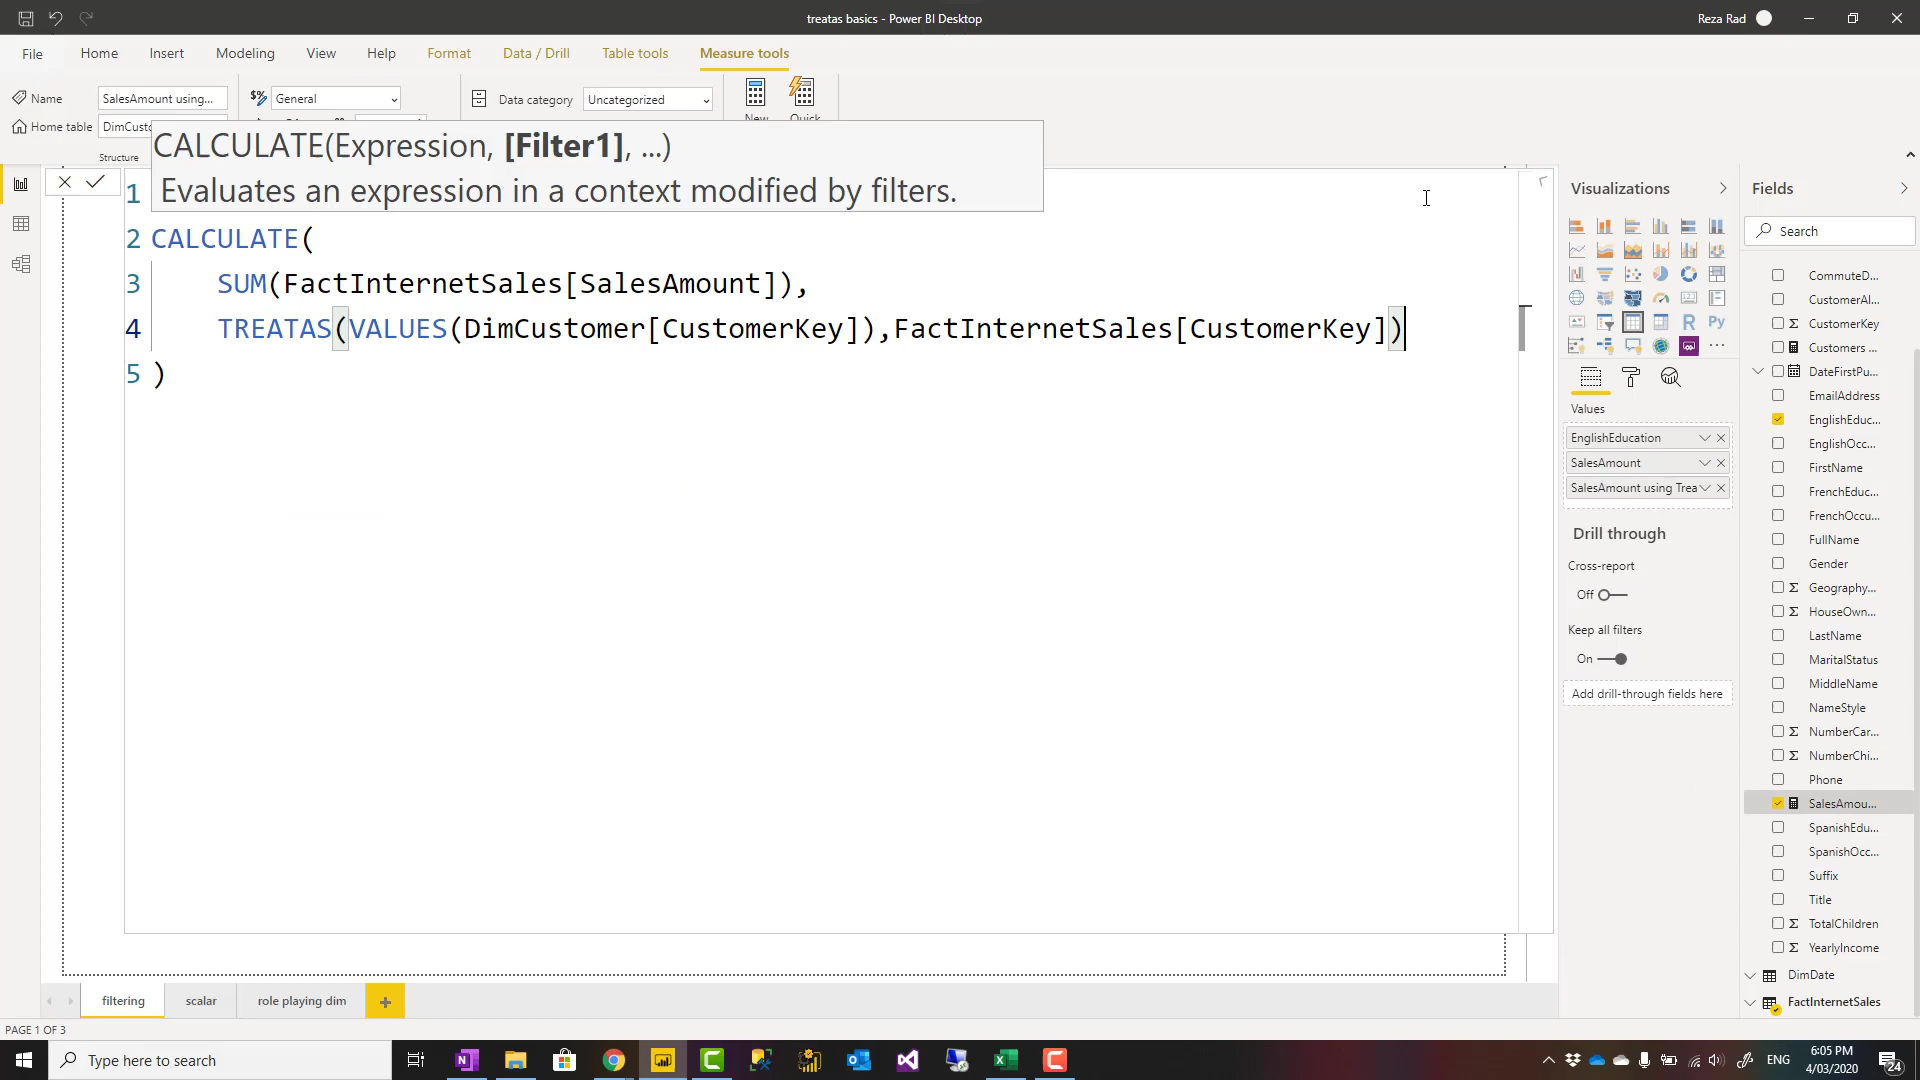 treatas basics - Power BI Desktop
Reza Rad
File
Home
Insert
Modeling
View
Help
Format
Data / Drill
Table tools
Measure tools
Name
SalesAmount using...
$%
General
Data category
Uncategorized
Home table
Structure
CALCULATE(Expression, [Filter1], ...)
Evaluates an expression in a context modified by filters.
1
2 CALCULATE(
3 SUM(FactInternetSales[SalesAmount]),
4 TREATAS(VALUES(DimCustomer[CustomerKey]),FactInternetSales[CustomerKey])
5 )
Visualizations
R
Py
Values
EnglishEducation
SalesAmount
SalesAmount using Trea
Drill through
Cross-report
Off
Keep all filters
On
Add drill-through fields here
Fields
Search
CommuteD...
CustomerAl...
CustomerKey
Customers ...
DateFirstPu...
EmailAddress
EnglishEduc...
EnglishOcc...
FirstName
FrenchEduc...
FrenchOccu...
FullName
Gender
Geography...
HouseOwn...
LastName
MaritalStatus
MiddleName
NameStyle
NumberCar...
NumberChi...
Phone
SalesAmou...
SpanishEdu...
SpanishOcc...
Suffix
Title
TotalChildren
YearlyIncome
DimDate
FactInternetSales
filtering
scalar
role playing dim
PAGE 1 OF 3
Type here to search
ENG
6:05 PM
4/03/2020
24